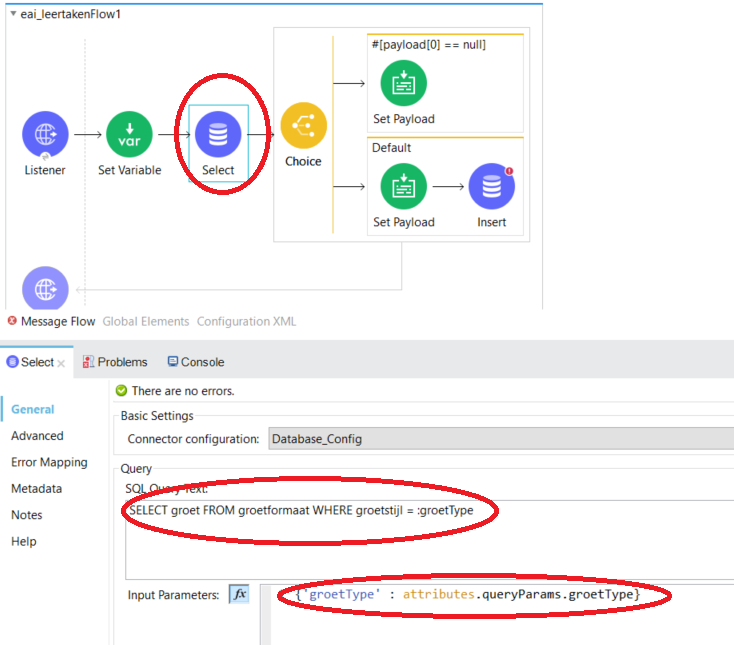 eai_leertakenFlow1
#[payload[0] == null]
Set Payload
Listener
Set Variable
var
Select
Choice
Default
Set Payload
Insert
Message Flow Global Elements Configuration XML
Select Problems Console
There are no errors.
General
Advanced
Error Mapping
Metadata
Notes
Help
Basic Settings
Connector configuration: Database_Config
Query
SQL Query Text:
SELECT groet FROM groetformaat WHERE groetstijl = :groetType
Input Parameters: fx {'groetType' : attributes.queryParams.groetType}